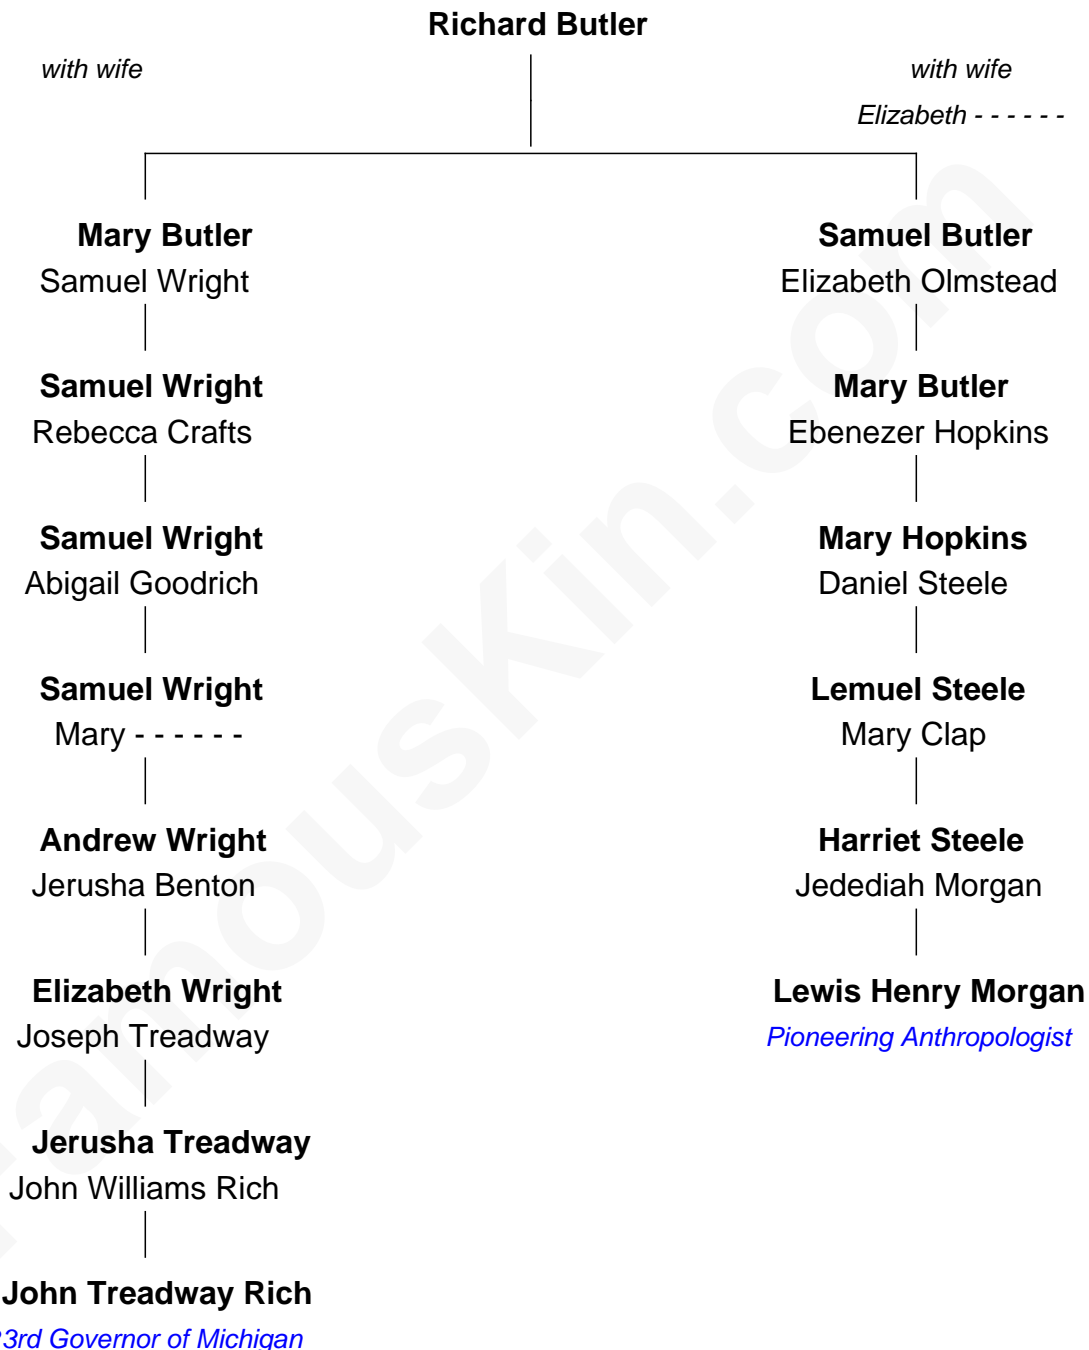 Richard Butler
with wife
with wife
Elizabeth - - - - - -
Mary Butler
Samuel Wright
Samuel Butler
Elizabeth Olmstead
Samuel Wright
Rebecca Crafts
Mary Butler
Ebenezer Hopkins
Samuel Wright
Abigail Goodrich
Mary Hopkins
Daniel Steele
Samuel Wright
Mary - - - - - -
Lemuel Steele
Mary Clap
Andrew Wright
Jerusha Benton
Harriet Steele
Jedediah Morgan
Elizabeth Wright
Joseph Treadway
Lewis Henry Morgan
Pioneering Anthropologist
Jerusha Treadway
John Williams Rich
John Treadway Rich
23rd Governor of Michigan
FamousKin.com